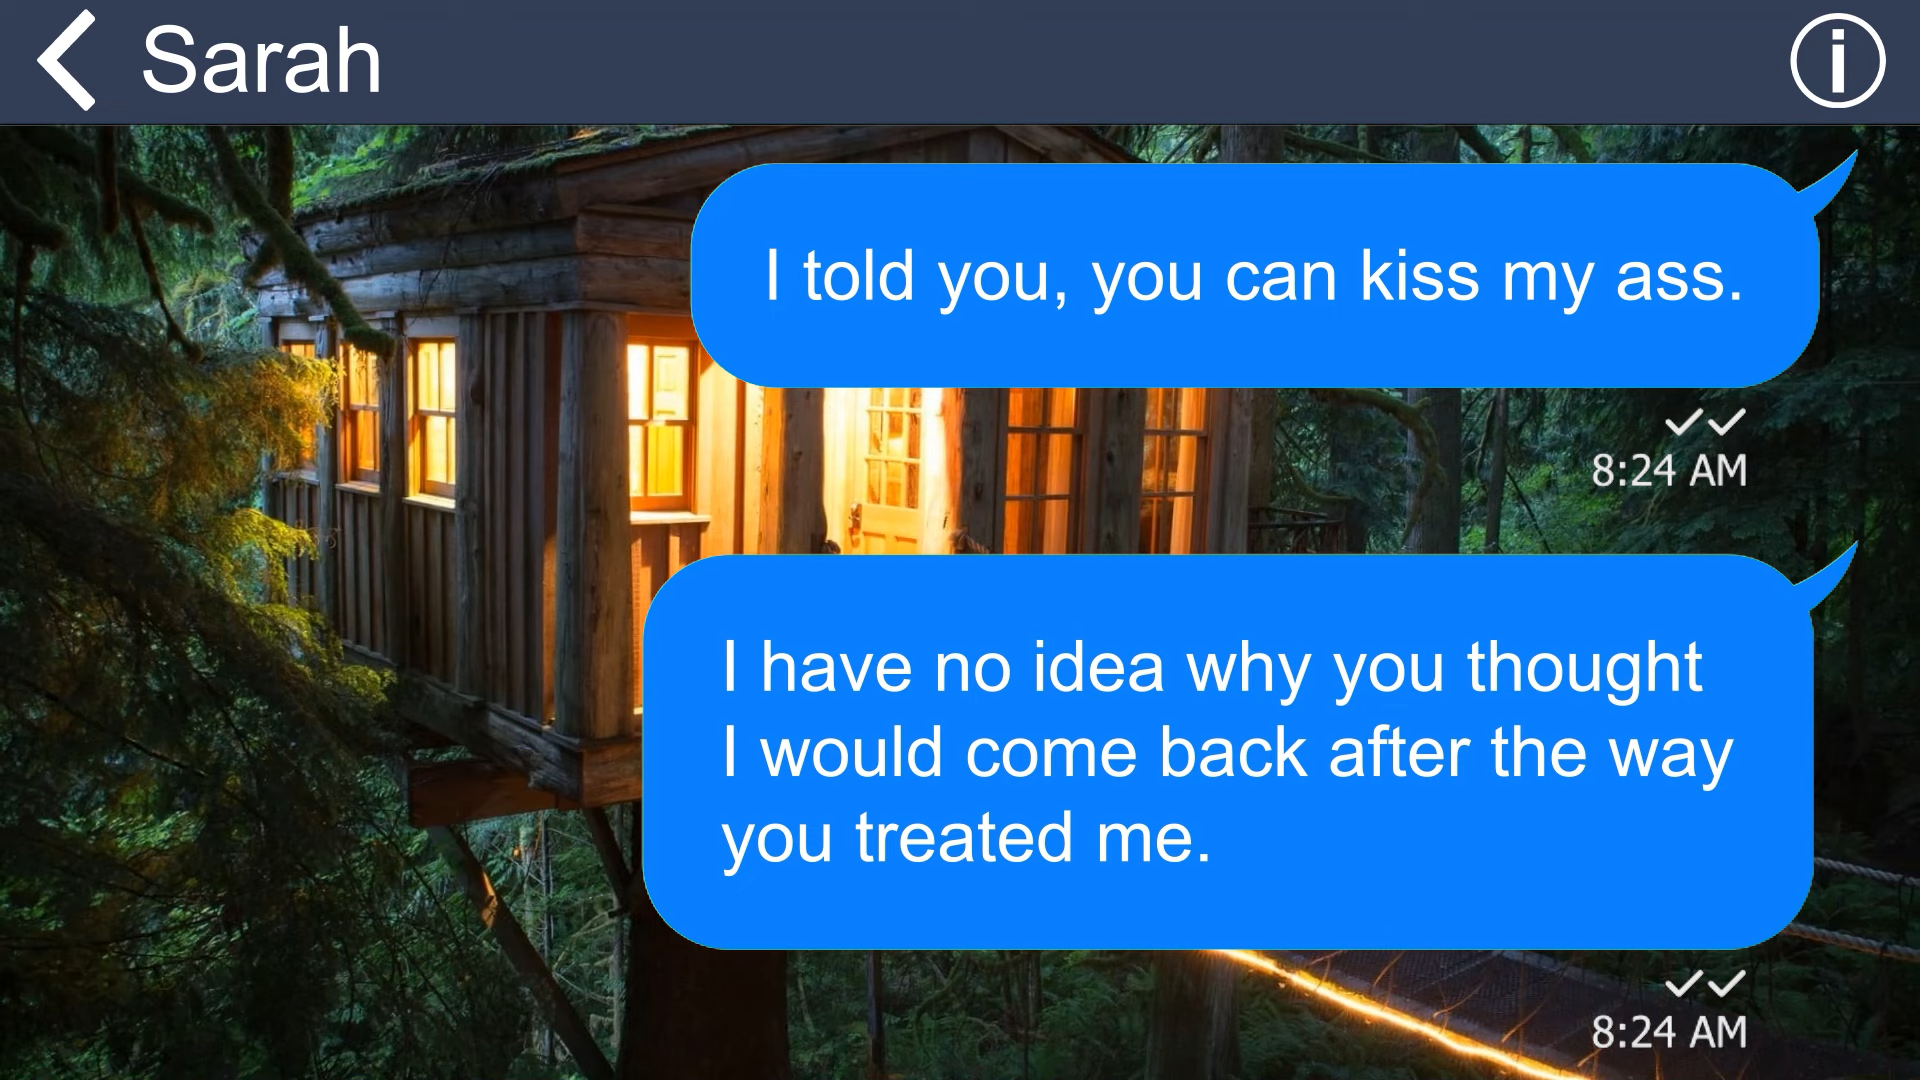 Sarah
I told you, you can kiss my ass.
8:24 AM
I have no idea why you thought
I would come back after the way
you treated me.
8:24 AM